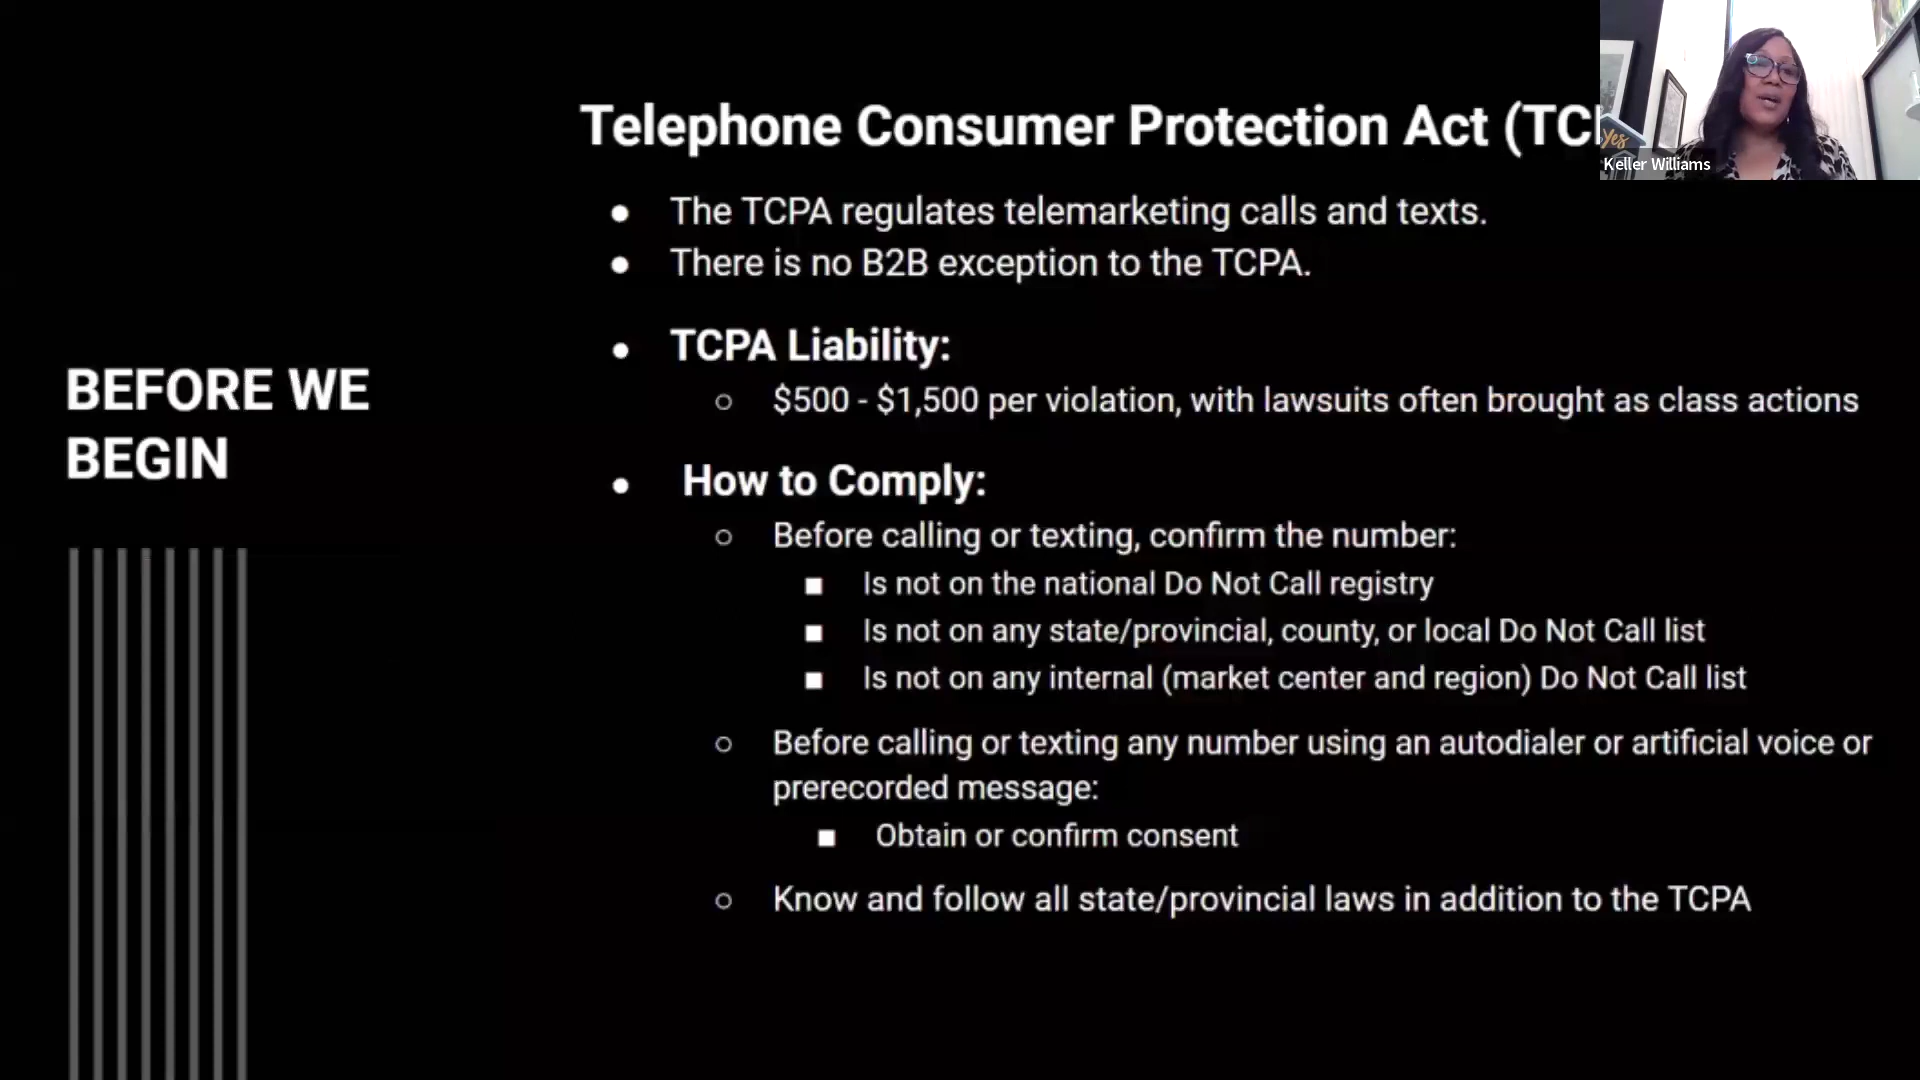 Telephone Consumer Protection Act (TC
Yes
Keller Williams
● The TCPA regulates telemarketing calls and texts.
● There is no B2B exception to the TCPA.
● TCPA Liability:
○ $500 - $1,500 per violation, with lawsuits often brought as class actions
BEFORE WE
BEGIN
● How to Comply:
○ Before calling or texting, confirm the number:
■ Is not on the national Do Not Call registry
■ Is not on any state/provincial, county, or local Do Not Call list
■ Is not on any internal (market center and region) Do Not Call list
○ Before calling or texting any number using an autodialer or artificial voice or
prerecorded message:
■ Obtain or confirm consent
○ Know and follow all state/provincial laws in addition to the TCPA